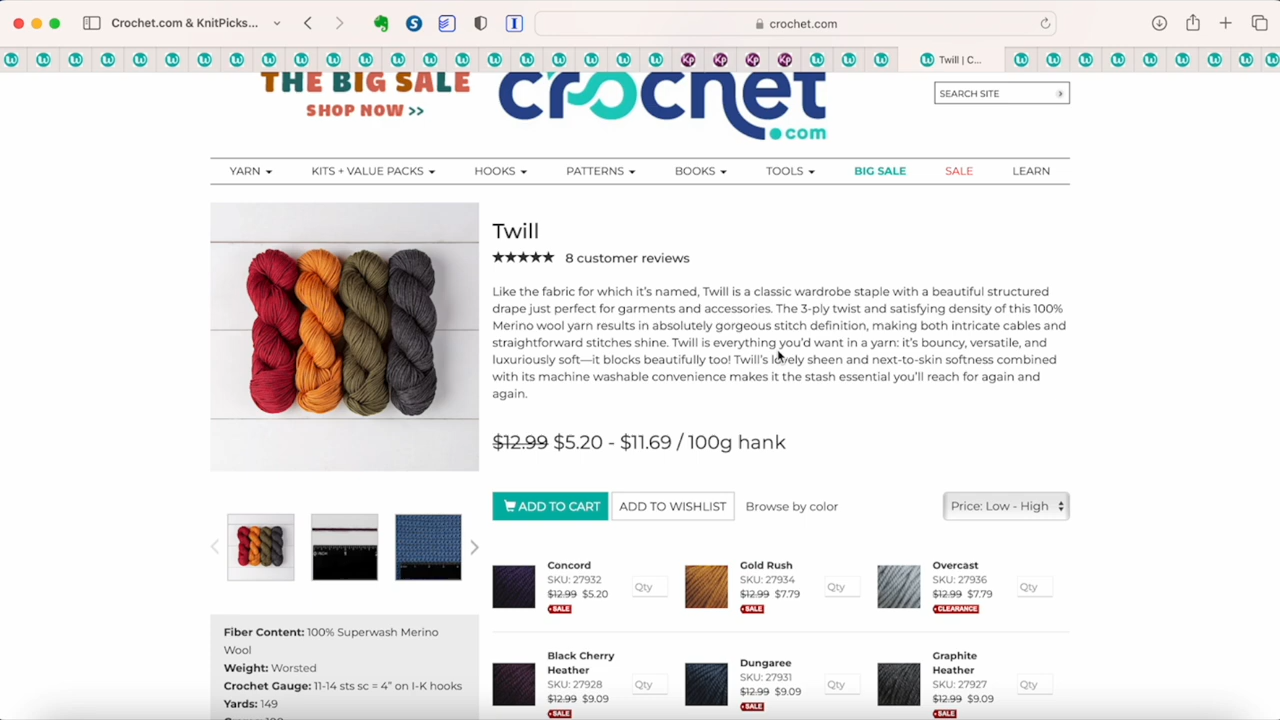 Crochet.com & KnitPicks...
crochet.com
Twill | C...
THE BIG SALE
SHOP NOW >>
crochet
.com
SEARCH SITE
YARN
KITS + VALUE PACKS
HOOKS
PATTERNS
BOOKS
TOOLS
BIG SALE
SALE
LEARN
Twill
8 customer reviews
Like the fabric for which it's named, Twill is a classic wardrobe staple with a beautiful structured
drape just perfect for garments and accessories. The 3-ply twist and satisfying density of this 100%
Merino wool yarn results in absolutely gorgeous stitch definition, making both intricate cables and
straightforward stitches shine. Twill is everything you'd want in a yarn: it's bouncy, versatile, and
luxuriously soft—it blocks beautifully too! Twill's lovely sheen and next-to-skin softness combined
with its machine washable convenience makes it the stash essential you'll reach for again and
again.
$12.99 $5.20 - $11.69 / 100g hank
ADD TO CART
ADD TO WISHLIST
Browse by color
Price: Low - High
Concord
SKU: 27932
$12.99 $5.20
SALE
Qty
Gold Rush
SKU: 27934
$12.99 $7.79
SALE
Qty
Overcast
SKU: 27936
$12.99 $7.79
CLEARANCE
Qty
Black Cherry
Heather
SKU: 27928
$12.99 $9.09
SALE
Qty
Dungaree
SKU: 27931
$12.99 $9.09
SALE
Qty
Graphite
Heather
SKU: 27927
$12.99 $9.09
SALE
Qty
Fiber Content: 100% Superwash Merino
Wool
Weight: Worsted
Crochet Gauge: 11-14 sts sc = 4" on I-K hooks
Yards: 149